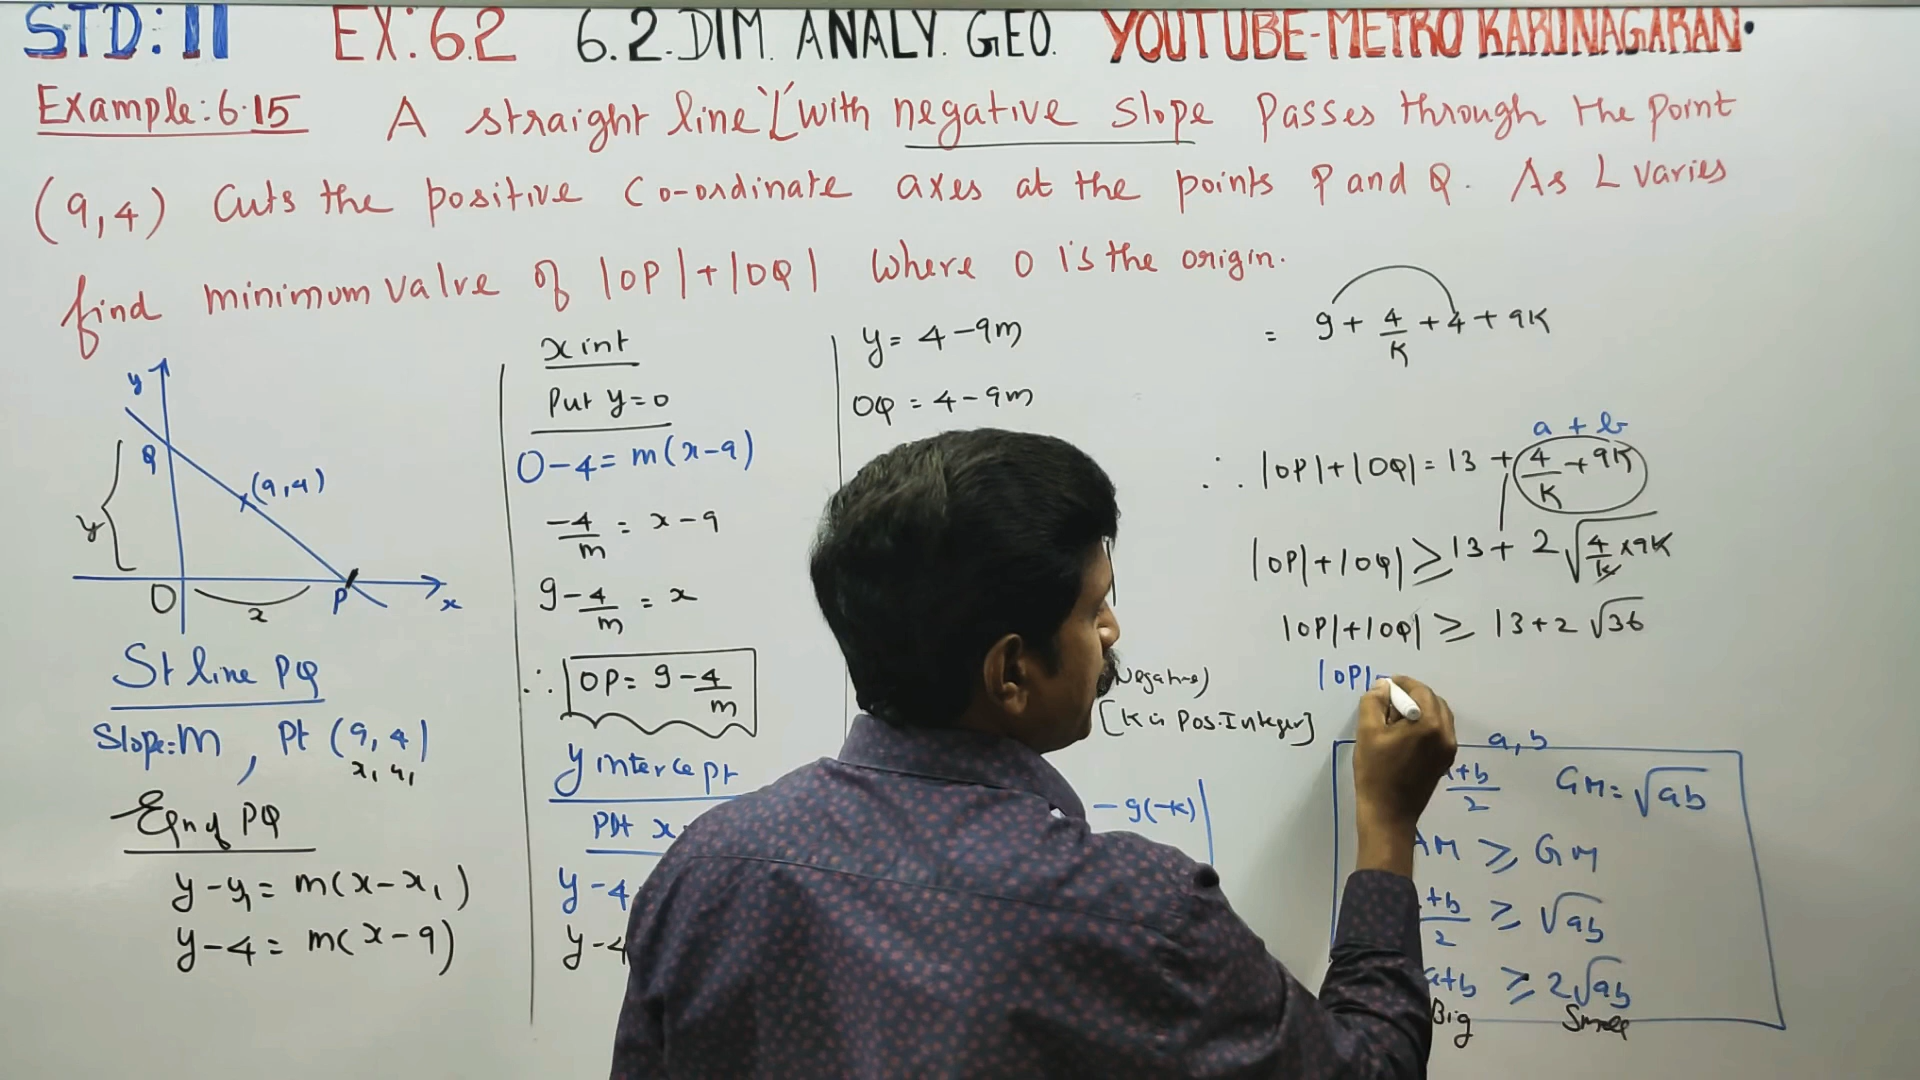 STD: 11 EX: 6.2 6.2.DIM. ANALY. GEO. YOUTUBE-METRO KARUNAGARAN.
Example: 6.15 A straight line 'L' with negative slope Passes through the point
(9,4) Cuts the positive Co-ordinate axes at the points P and Q. As L varies
find minimum value of |OP|+|OQ| Where O is the origin.
y
Q
(9,4)
y
O
x
P
x
St line PQ
Slope: m , Pt (9, 4)
x₁ y₁
Eqn of PQ
y-y₁ = m(x-x₁)
y-4 = m(x-9)
x int
Put y=0
0-4 = m(x-9)
-4/m = x-9
9-4/m = x
∴ OP = 9-4/m
y intercept
Put x
y-4
y-4
y = 4-9m
OQ = 4-9m
Negative)
[K is Pos. Integer]
-9(-k)
= 9 + 4/K + 4 + 9K
a + b
∴ |OP|+|OQ| = 13 + 4/K + 9K
|OP|+|OQ| ≥ 13 + 2√(4/K × 9K)
|OP|+|OQ| ≥ 13+2√36
|OP|
a, b
+b/2 GM = √ab
AM ≥ GM
+b/2 ≥ √ab
a+b ≥ 2√ab
Big Small